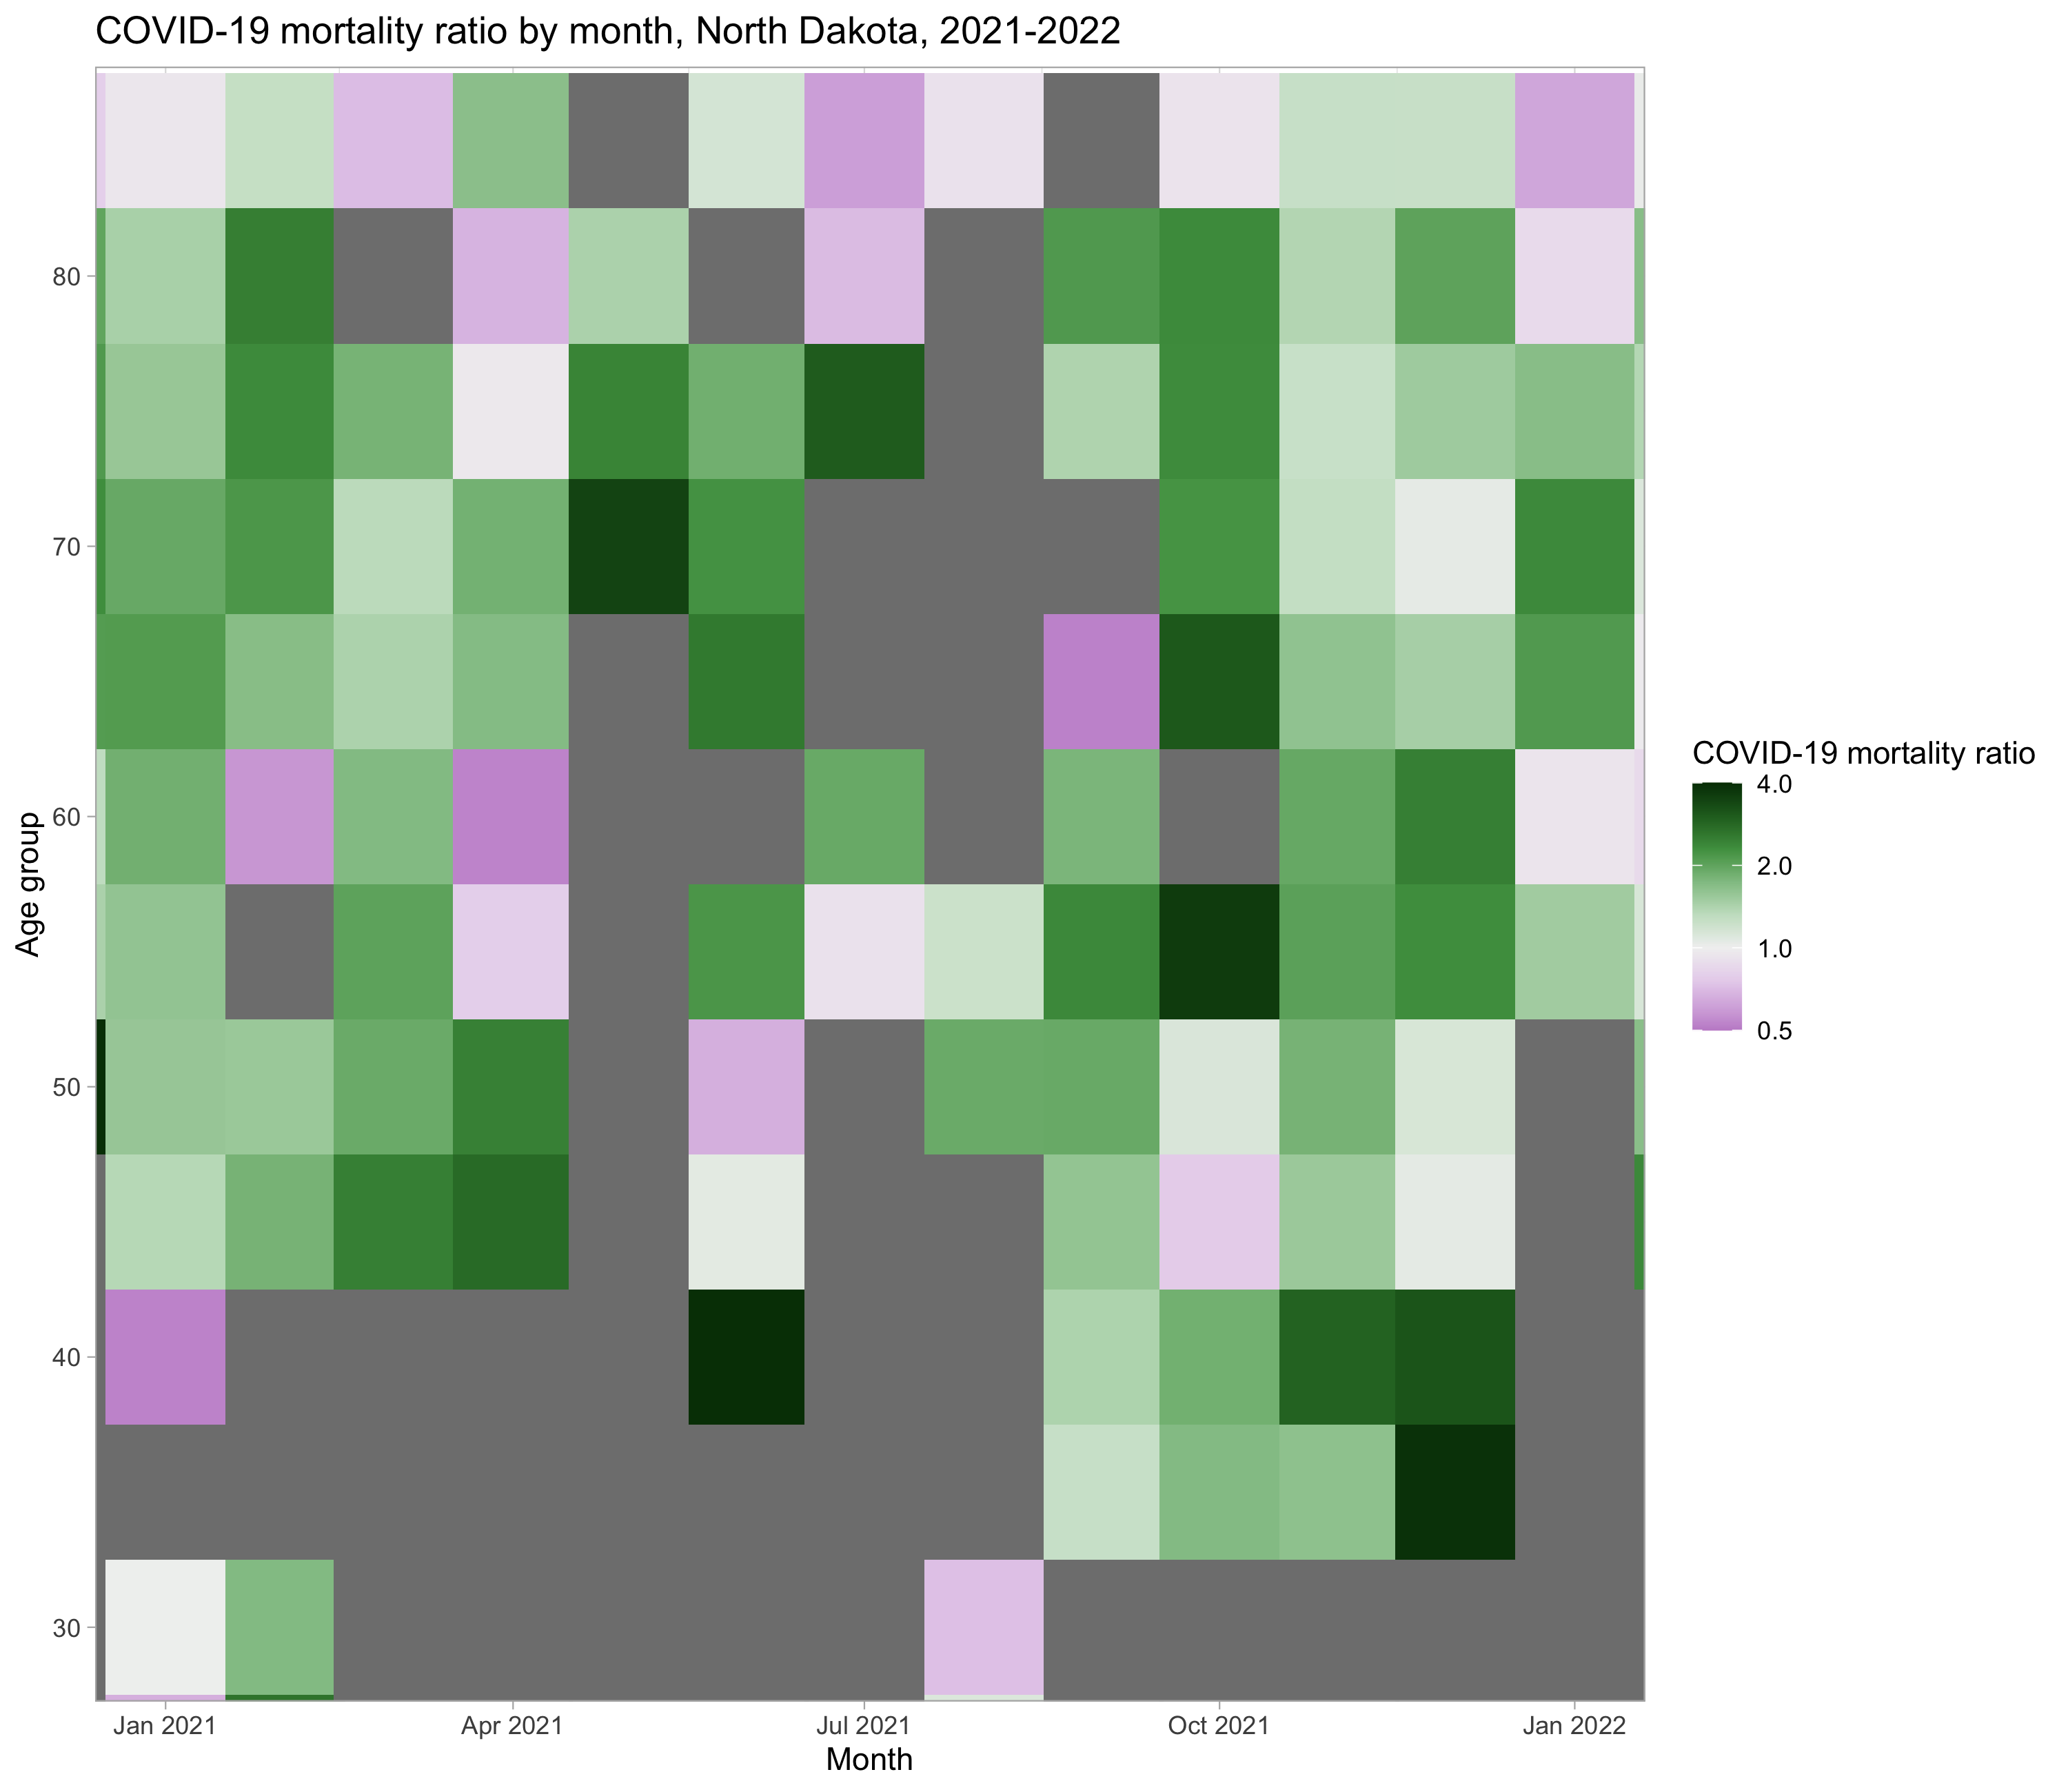 COVID-19 mortality ratio by month, North Dakota, 2021-2022
80
70
60
50
40
30
Age group
Jan 2021
Apr 2021
Jul 2021
Oct 2021
Jan 2022
Month
COVID-19 mortality ratio
4.0
2.0
1.0
0.5